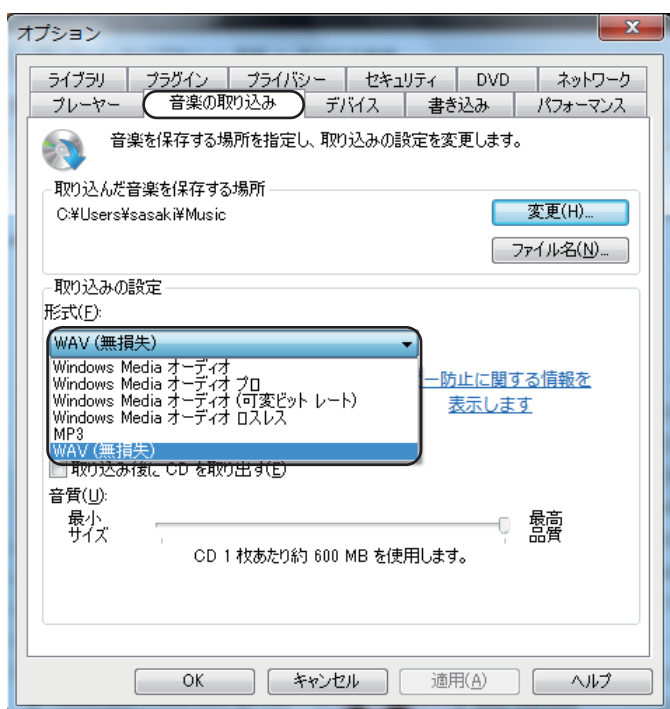 オプション
ライブラリ プラグイン プライバシー セキュリティ DVD ネットワーク
プレーヤー 音楽の取り込み デバイス 書き込み パフォーマンス
音楽を保存する場所を指定し、取り込みの設定を変更します。
取り込んだ音楽を保存する場所
C:¥Users¥sasaki¥Music
変更(H)...
ファイル名(N)...
取り込みの設定
形式(F):
WAV (無損失)
Windows Media オーディオ
Windows Media オーディオ プロ
Windows Media オーディオ (可変ビット レート)
Windows Media オーディオ ロスレス
MP3
WAV (無損失)
ー防止に関する情報を
表示します
取り込み後に CD を取り出す(E)
音質(U):
最小
サイズ
最高
品質
CD 1 枚あたり約 600 MB を使用します。
OK キャンセル 適用(A) ヘルプ